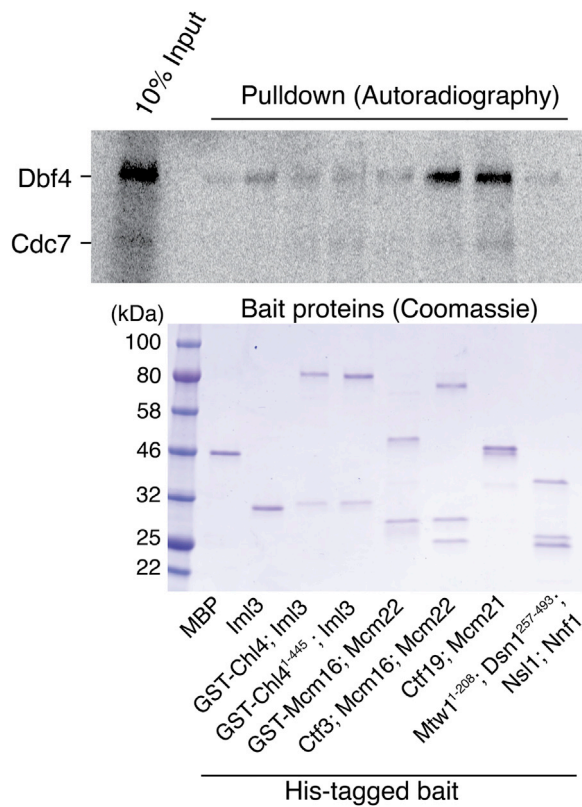 10% Input
Pulldown (Autoradiography)
Dbf4
Cdc7
Bait proteins (Coomassie)
(kDa)
100
80
58
46
32
25
22
MBP
Iml3
GST-Chl4; Iml3
GST-Chl4¹⁻⁴⁴⁵; Iml3
GST-Mcm16; Mcm22
Ctf3; Mcm16; Mcm22
Ctf19; Mcm21
Mtw1¹⁻²⁰⁸; Dsn1²⁵⁷⁻⁴⁹³;
Nsl1; Nnf1
His-tagged bait